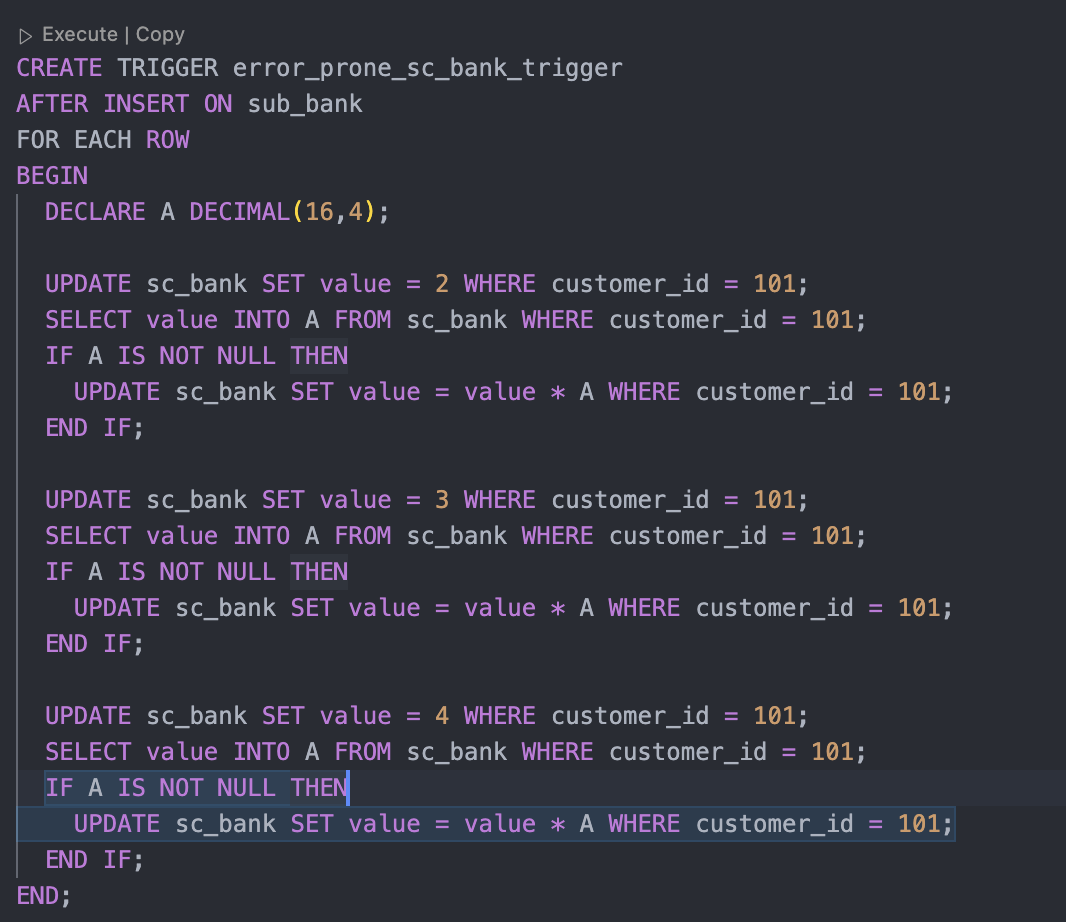 Execute | Copy
CREATE TRIGGER error_prone_sc_bank_trigger
AFTER INSERT ON sub_bank
FOR EACH ROW
BEGIN
  DECLARE A DECIMAL(16,4);

  UPDATE sc_bank SET value = 2 WHERE customer_id = 101;
  SELECT value INTO A FROM sc_bank WHERE customer_id = 101;
  IF A IS NOT NULL THEN
    UPDATE sc_bank SET value = value * A WHERE customer_id = 101;
  END IF;

  UPDATE sc_bank SET value = 3 WHERE customer_id = 101;
  SELECT value INTO A FROM sc_bank WHERE customer_id = 101;
  IF A IS NOT NULL THEN
    UPDATE sc_bank SET value = value * A WHERE customer_id = 101;
  END IF;

  UPDATE sc_bank SET value = 4 WHERE customer_id = 101;
  SELECT value INTO A FROM sc_bank WHERE customer_id = 101;
  IF A IS NOT NULL THEN
    UPDATE sc_bank SET value = value * A WHERE customer_id = 101;
  END IF;
END;